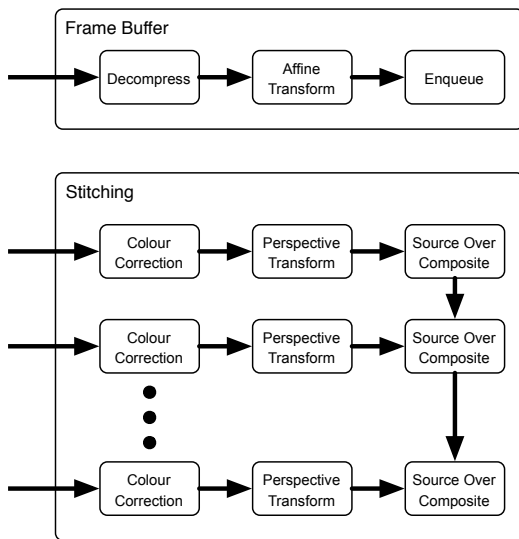 Frame Buffer
Decompress
Affine
Transform
Enqueue
Stitching
Colour
Correction
Perspective
Transform
Source Over
Composite
Colour
Correction
Perspective
Transform
Source Over
Composite
Colour
Correction
Perspective
Transform
Source Over
Composite